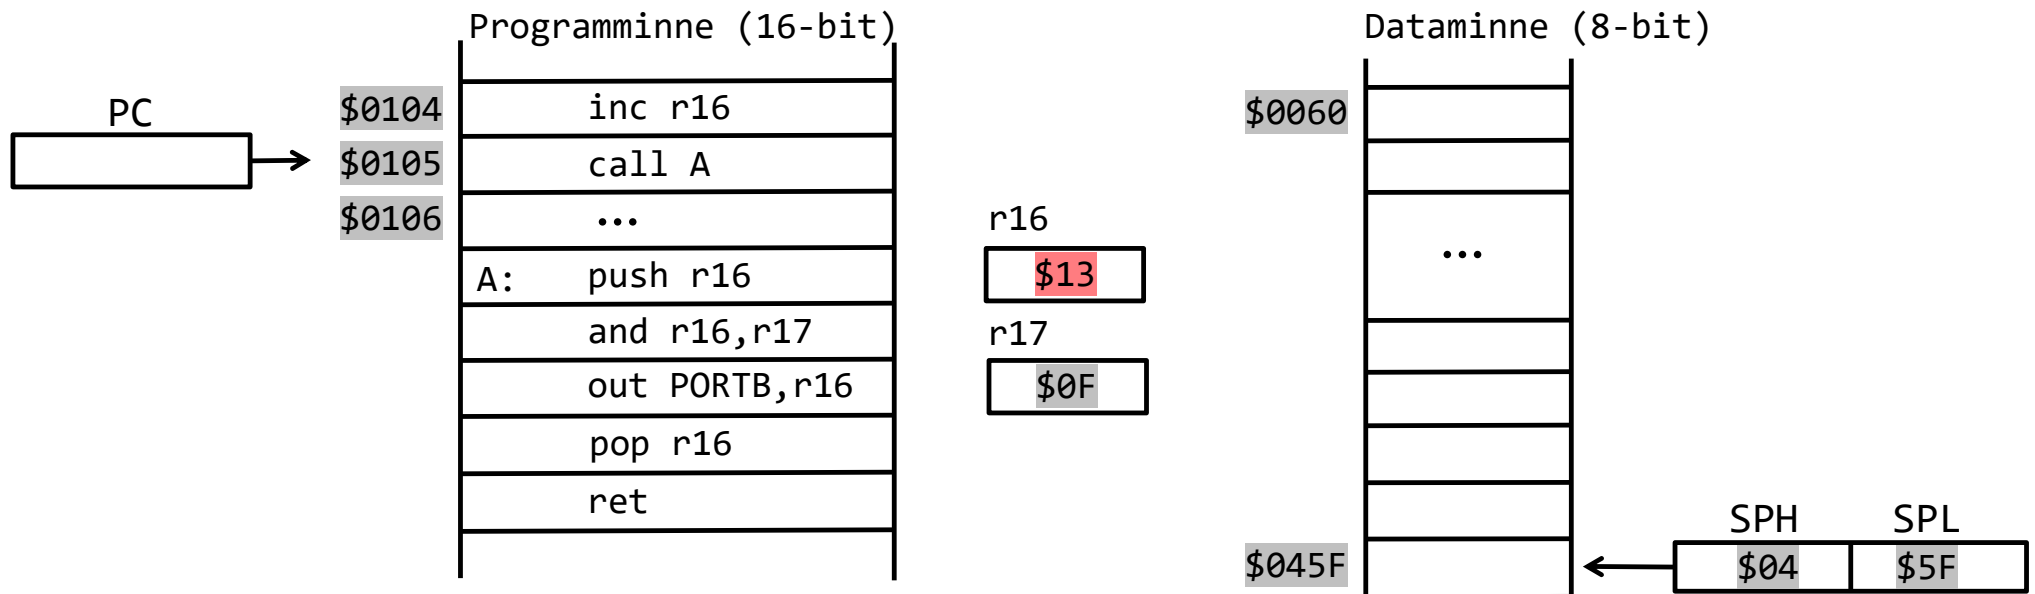 Programminne (16-bit)
Dataminne (8-bit)
PC
$0104
inc r16
$0105
call A
$0106
...
A: push r16
and r16,r17
out PORTB,r16
pop r16
ret
r16
$13
r17
$0F
$0060
...
$045F
SPH SPL
$04 $5F